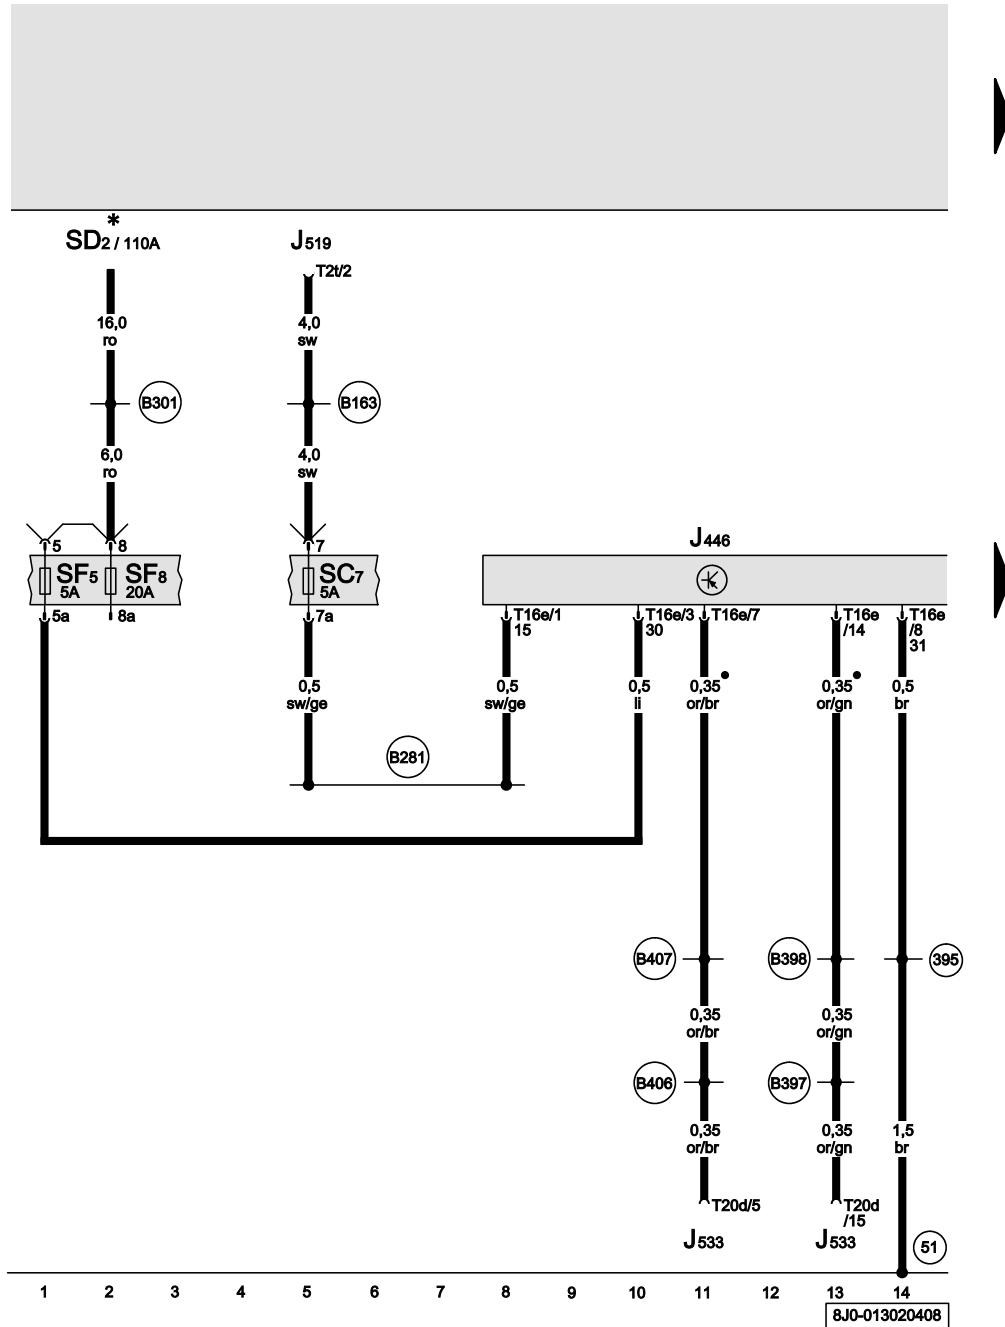 *
SD2 / 110A
J519
T2t/2
16,0
ro
4,0
sw
B301
B163
6,0
ro
4,0
sw
5
8
7
J446
SF5
5A
SF8
20A
SC7
5A
5a
8a
7a
T16e/1
15
T16e/3
30
T16e/7
T16e
/14
T16e
/8
31
0,5
sw/ge
0,5
sw/ge
0,5
li
0,35
or/br
0,35
or/gn
0,5
br
B281
B407
B398
395
0,35
or/br
0,35
or/gn
B406
B397
0,35
or/br
0,35
or/gn
1,5
br
T20d/5
T20d
/15
J533
J533
51
1 2 3 4 5 6 7 8 9 10 11 12 13 14
8J0-013020408